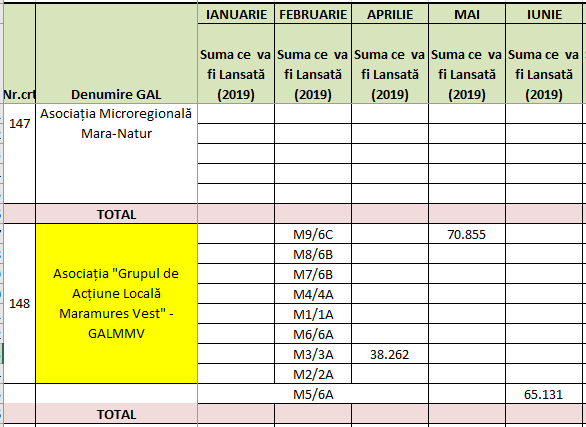 IANUARIE FEBRUARIE APRILIE MAI IUNIE
Suma ce va fi Lansată (2019) Suma ce va fi Lansată (2019) Suma ce va fi Lansată (2019) Suma ce va fi Lansată (2019) Suma ce va fi Lansată (2019)
Nr.crt Denumire GAL
147 Asociația Microregională
Mara-Natur
TOTAL
148 Asociația "Grupul de
Acțiune Locală
Maramures Vest" -
GALMMV
M9/6C 70.855
M8/6B
M7/6B
M4/4A
M1/1A
M6/6A
M3/3A 38.262
M2/2A
M5/6A 65.131
TOTAL